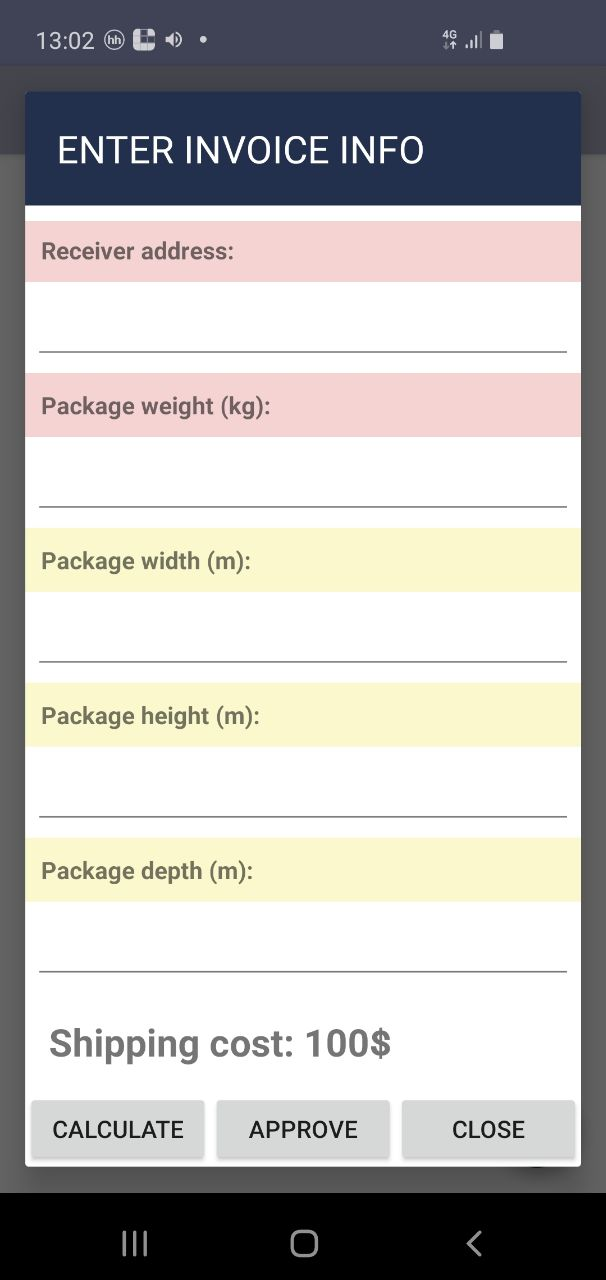 13:02 hh 4G
ENTER INVOICE INFO
Receiver address:
Package weight (kg):
Package width (m):
Package height (m):
Package depth (m):
Shipping cost: 100$
CALCULATE APPROVE CLOSE